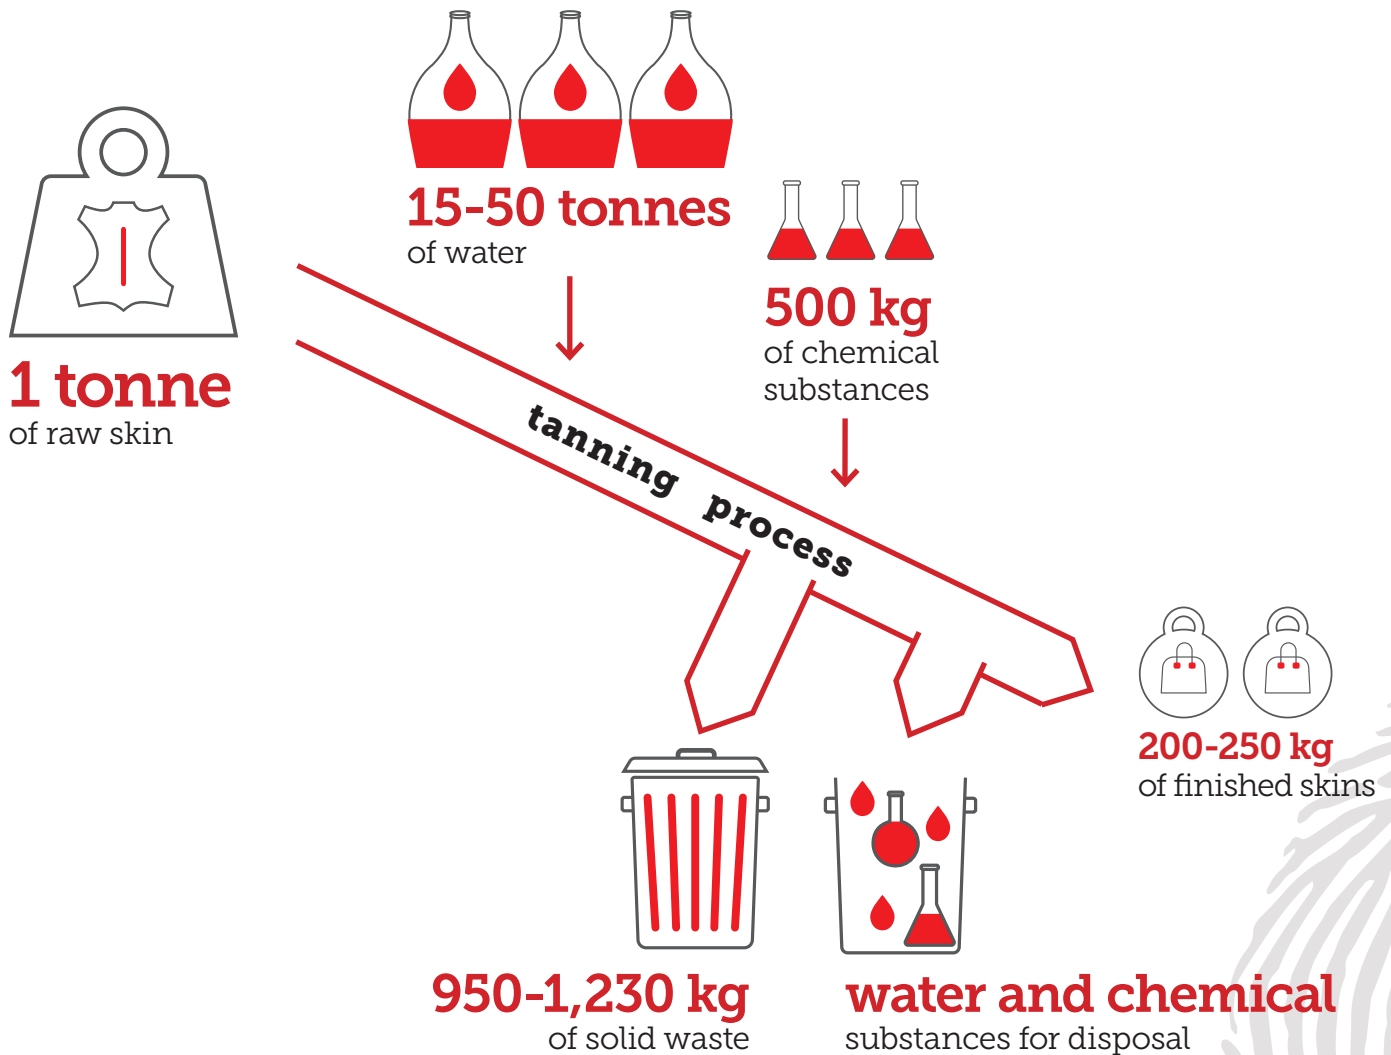 15-50 tonnes
of water
500 kg
of chemical
substances
1 tonne
of raw skin
tanning process
200-250 kg
of finished skins
950-1,230 kg
of solid waste
water and chemical
substances for disposal